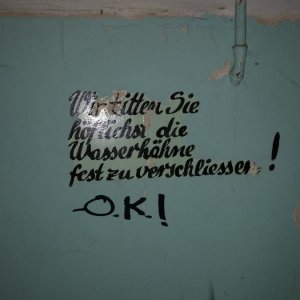 Wir bitten Sie
höflichst die
Wasserhähne
fest zu verschliessen!
O.K.!